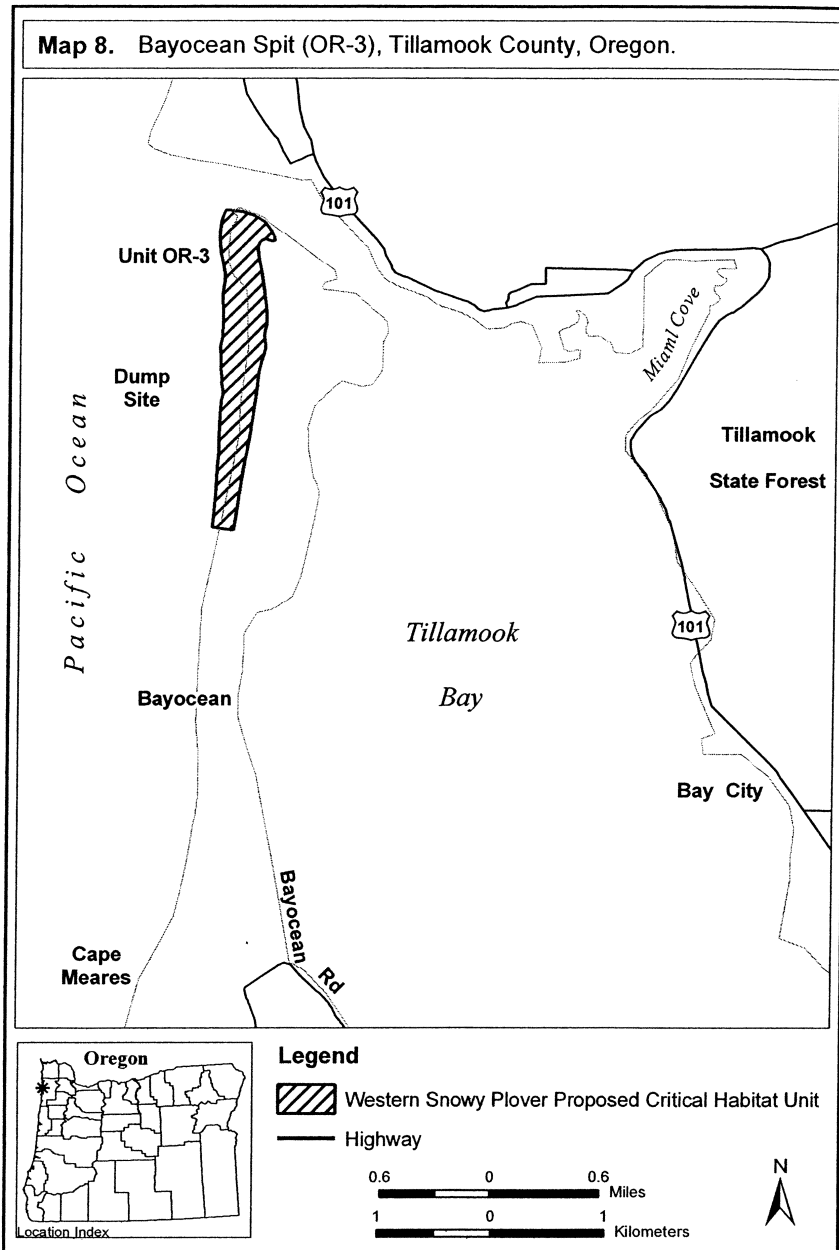 Map 8. Bayocean Spit (OR-3), Tillamook County, Oregon.
101
Unit OR-3
Miaml Cove
Dump
Site
Pacific Ocean
Tillamook
State Forest
101
Tillamook
Bay
Bayocean
Bay City
Bayocean Rd
Cape
Meares
Oregon
Location Index
Legend
Western Snowy Plover Proposed Critical Habitat Unit
Highway
0.6 0 0.6
Miles
1 0 1
Kilometers
N